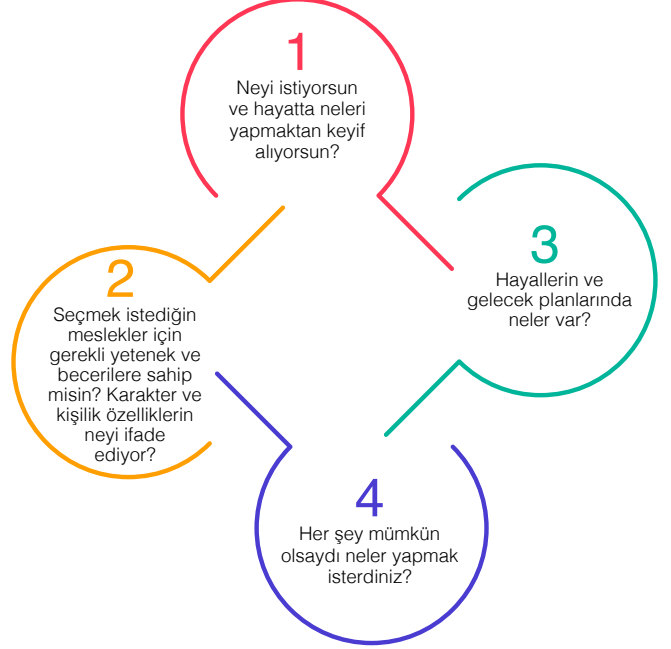 1
Neyi istiyorsun
ve hayatta neleri
yapmaktan keyif
alıyorsun?
2
Seçmek istediğin
meslekler için
gerekli yetenek ve
becerilere sahip
misin? Karakter ve
kişilik özelliklerin
neyi ifade
ediyor?
3
Hayallerin ve
gelecek planlarında
neler var?
4
Her şey mümkün
olsaydı neler yapmak
isterdiniz?